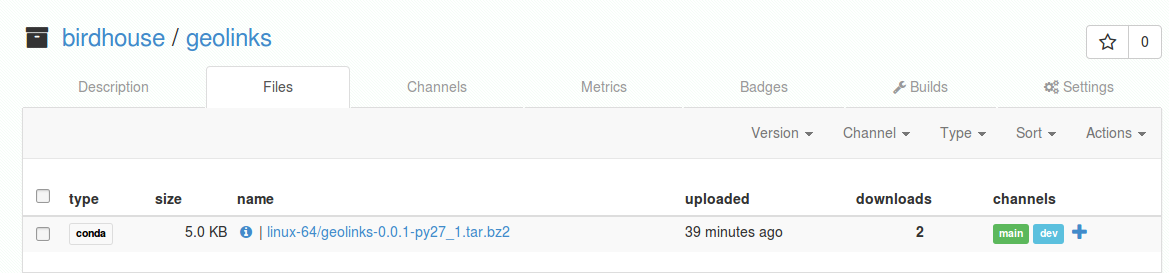 birdhouse / geolinks
0
Description Files Channels Metrics Badges Builds Settings
Version Channel Type Sort Actions
type size name uploaded downloads channels
conda 5.0 KB | linux-64/geolinks-0.0.1-py27_1.tar.bz2 39 minutes ago 2 main dev